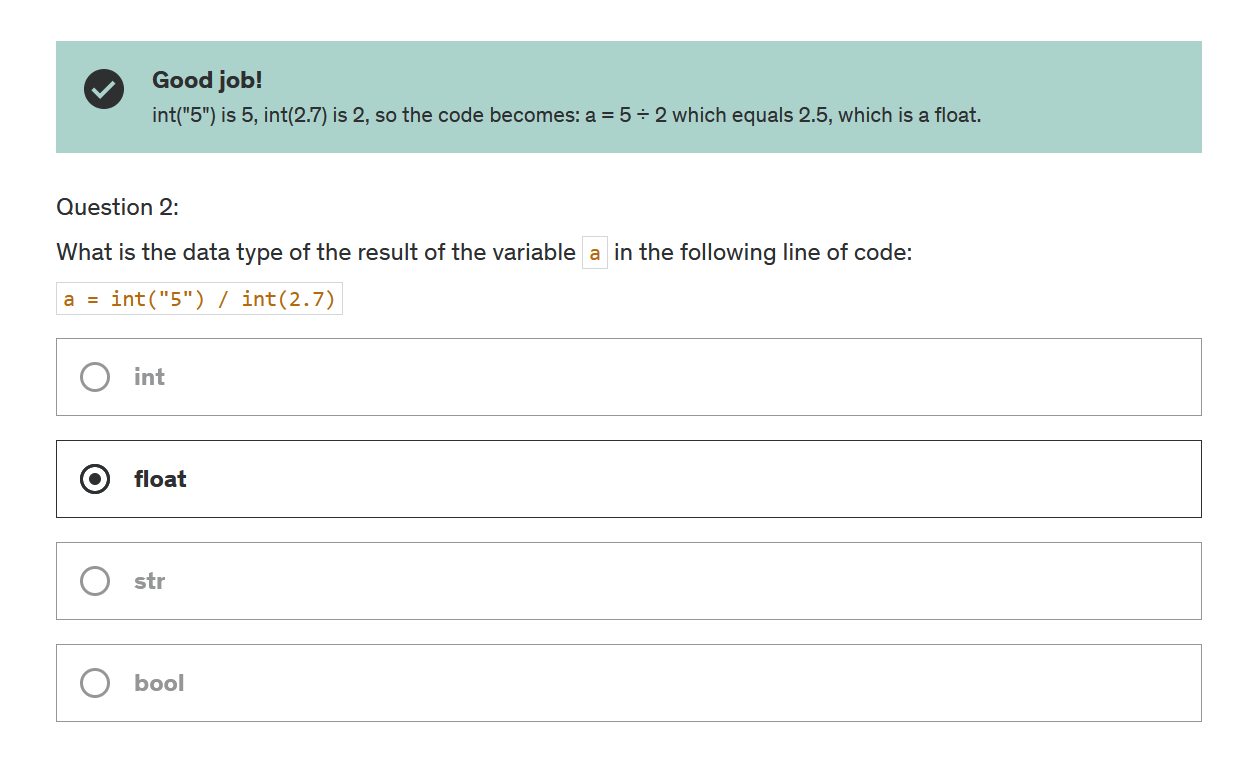 Good job!
int("5") is 5, int(2.7) is 2, so the code becomes: a = 5 ÷ 2 which equals 2.5, which is a float.
Question 2:
What is the data type of the result of the variable a in the following line of code:
a = int("5") / int(2.7)
int
float
str
bool